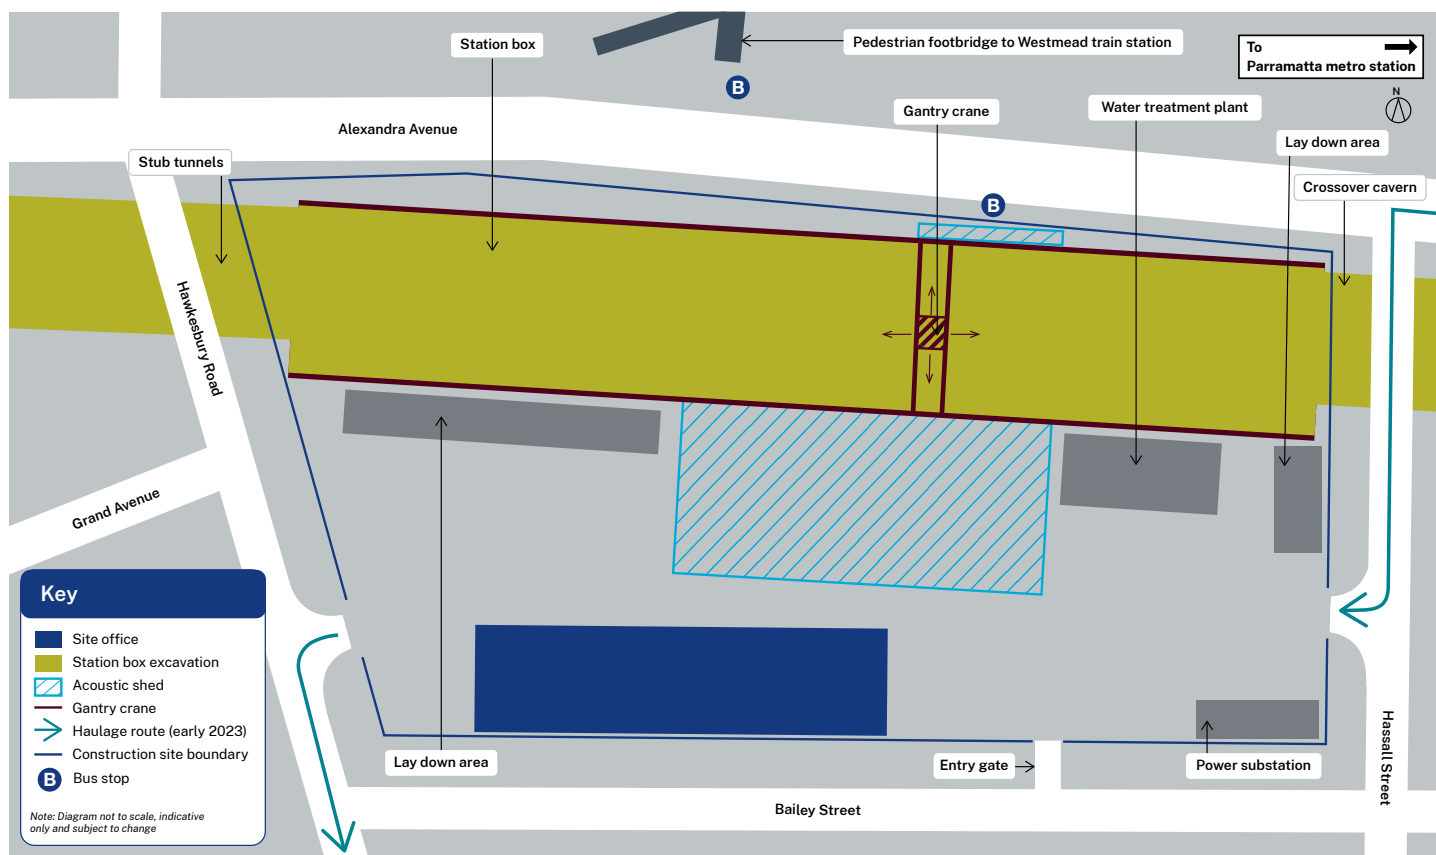 Station box
Pedestrian footbridge to Westmead train station
To
Parramatta metro station
B
N
Gantry crane
Water treatment plant
Alexandra Avenue
Lay down area
Stub tunnels
Crossover cavern
B
Hawkesbury Road
Grand Avenue
Key
Site office
Station box excavation
Acoustic shed
Gantry crane
Haulage route (early 2023)
Construction site boundary
B Bus stop
Note: Diagram not to scale, indicative
only and subject to change
Lay down area
Entry gate
Power substation
Hassall Street
Bailey Street